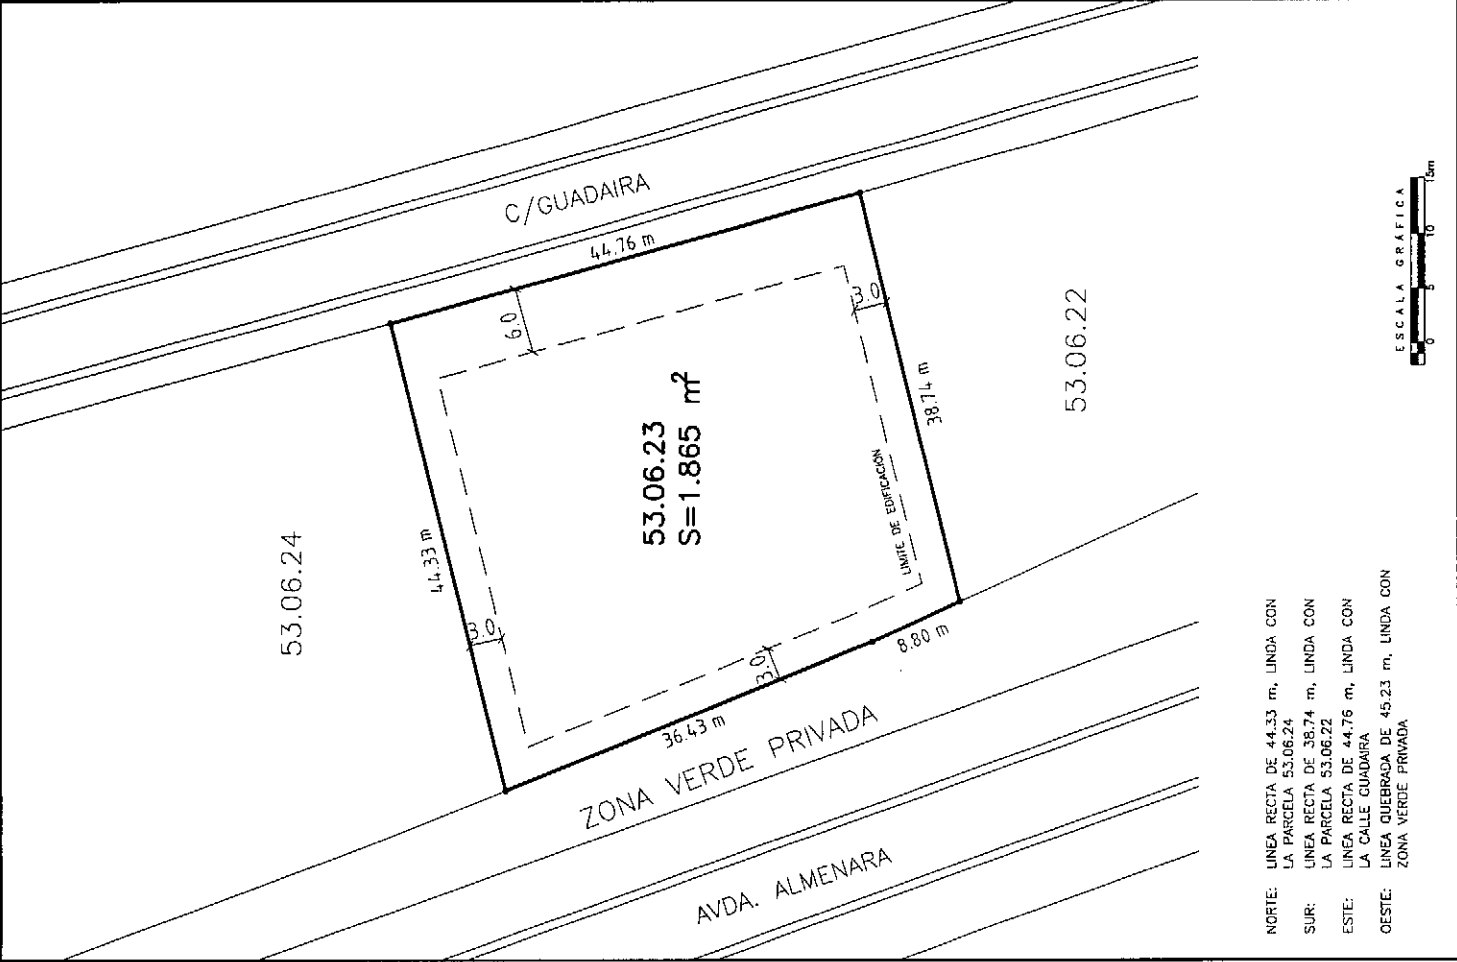 C/GUADAIRA
44.76 m
6.0
3.0
53.06.24
44.33 m
3.0
53.06.23
S=1.865 m²
38.74 m
53.06.22
LIMITE DE EDIFICACIÓN
3.0
8.80 m
36.43 m
ZONA VERDE PRIVADA
AVDA. ALMENARA
NORTE: LINEA RECTA DE 44.33 m, LINDA CON
LA PARCELA 53.06.24
SUR: LINEA RECTA DE 38.74 m, LINDA CON
LA PARCELA 53.06.22
ESTE: LINEA RECTA DE 44.76 m, LINDA CON
LA CALLE GUADAIRA
OESTE: LINEA QUEBRADA DE 45.23 m, LINDA CON
ZONA VERDE PRIVADA
ESCALA GRÁFICA
0 5 10 15m